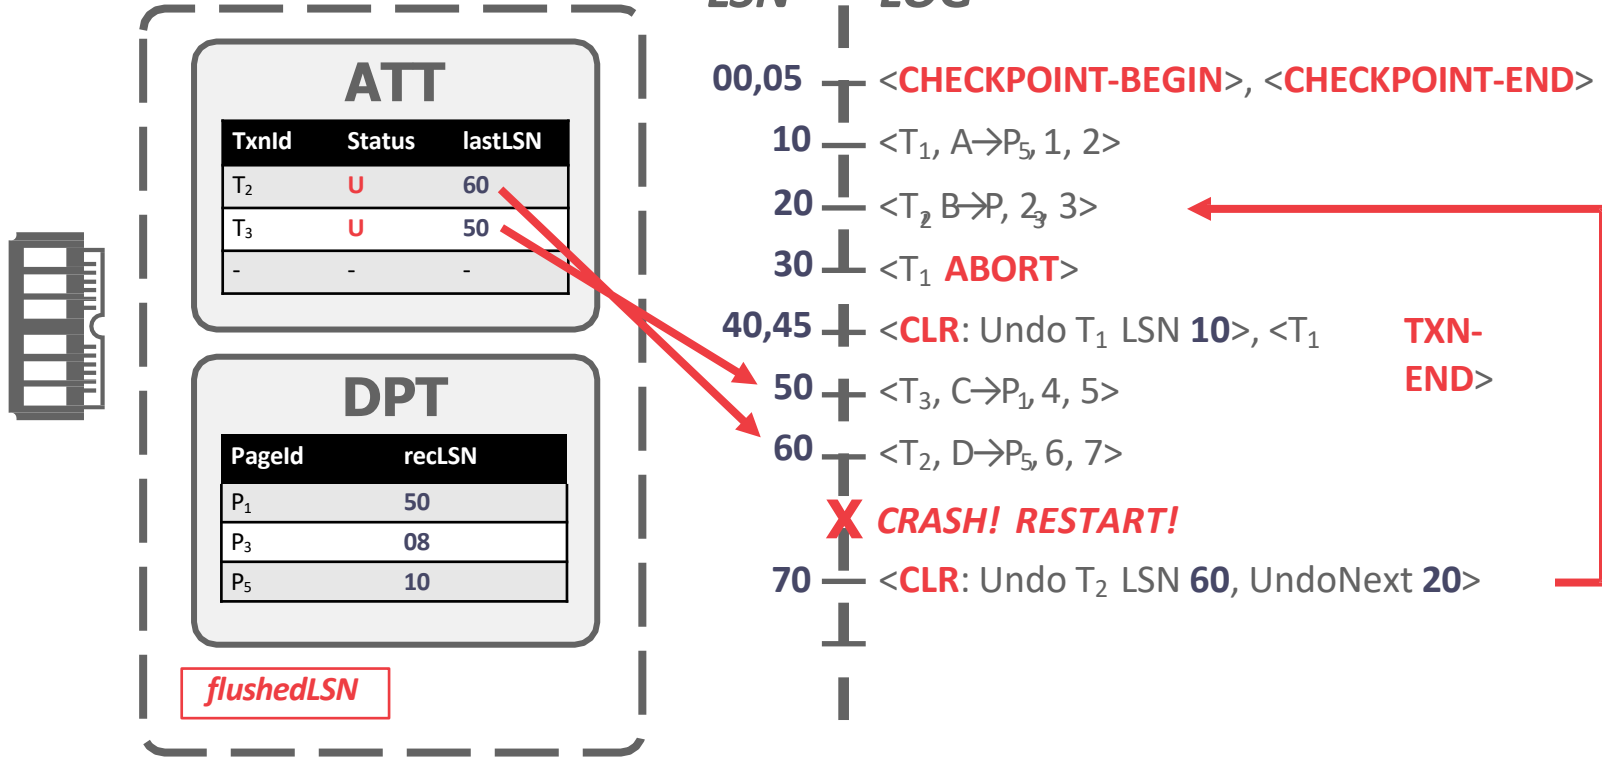 LSN LOG
ATT
TxnId Status lastLSN
T2 U 60
T3 U 50
- - -
DPT
PageId recLSN
P1 50
P3 08
P5 10
flushedLSN
00,05 <CHECKPOINT-BEGIN>, <CHECKPOINT-END>
10 <T1, A→P5, 1, 2>
20 <T2, B→P, 23, 3>
30 <T1 ABORT>
40,45 <CLR: Undo T1 LSN 10>, <T1 TXN-
END>
50 <T3, C→P1, 4, 5>
60 <T2, D→P5, 6, 7>
X CRASH! RESTART!
70 <CLR: Undo T2 LSN 60, UndoNext 20>